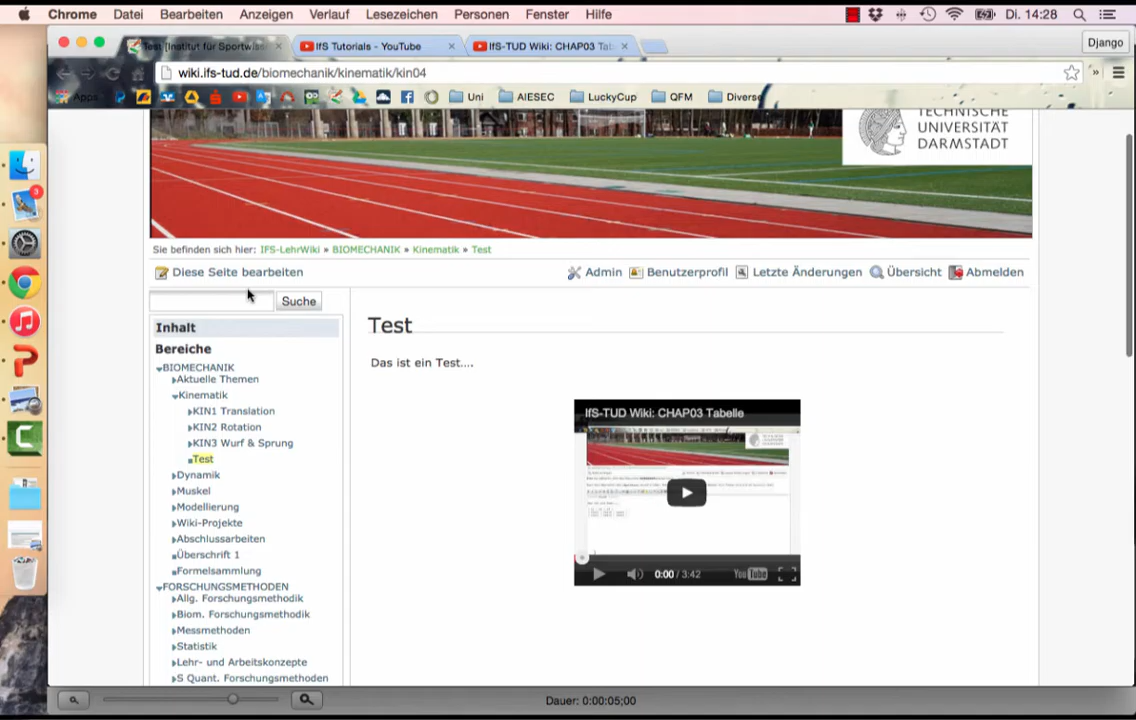 Chrome Datei Bearbeiten Anzeigen Verlauf Lesezeichen Personen Fenster Hilfe Di. 14:28
Test [Institut für Sportwiss IfS Tutorials - YouTube IfS-TUD Wiki: CHAP03 Tab Django
wiki.ifs-tud.de/biomechanik/kinematik/kin04
Apps Uni AIESEC LuckyCup QFM Diverse
TECHNISCHE
UNIVERSITÄT
DARMSTADT
Sie befinden sich hier: IFS-LehrWiki » BIOMECHANIK » Kinematik » Test
Diese Seite bearbeiten Admin Benutzerprofil Letzte Änderungen Übersicht Abmelden
Suche
Inhalt
Bereiche
BIOMECHANIK
Aktuelle Themen
Kinematik
KIN1 Translation
KIN2 Rotation
KIN3 Wurf & Sprung
Test
Dynamik
Muskel
Modellierung
Wiki-Projekte
Abschlussarbeiten
Überschrift 1
Formelsammlung
FORSCHUNGSMETHODEN
Allg. Forschungsmethodik
Biom. Forschungsmethodik
Messmethoden
Statistik
Lehr- und Arbeitskonzepte
S Quant. Forschungsmethoden
Test
Das ist ein Test....
IfS-TUD Wiki: CHAP03 Tabelle
0:00 / 3:42 YouTube
Dauer: 0:00:05;00